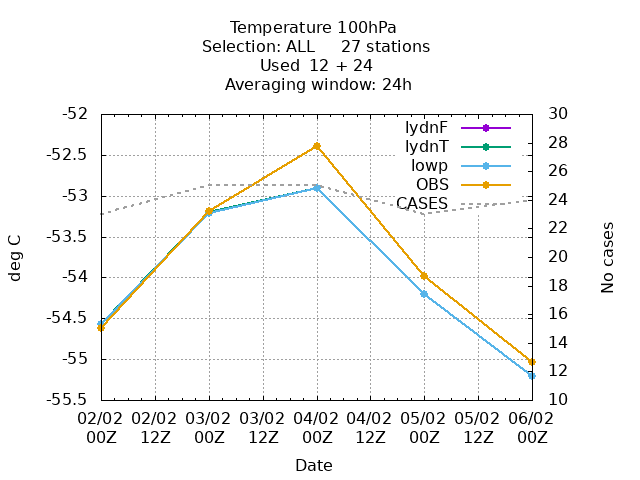 Temperature 100hPa
Selection: ALL 27 stations
Used 12 + 24
Averaging window: 24h
-52
-52.5
-53
-53.5
-54
-54.5
-55
-55.5
deg C
30
28
26
24
22
20
18
16
14
12
10
No cases
lydnF
lydnT
lowp
OBS
CASES
02/02 02/02 03/02 03/02 04/02 04/02 05/02 05/02 06/02
00Z 12Z 00Z 12Z 00Z 12Z 00Z 12Z 00Z
Date